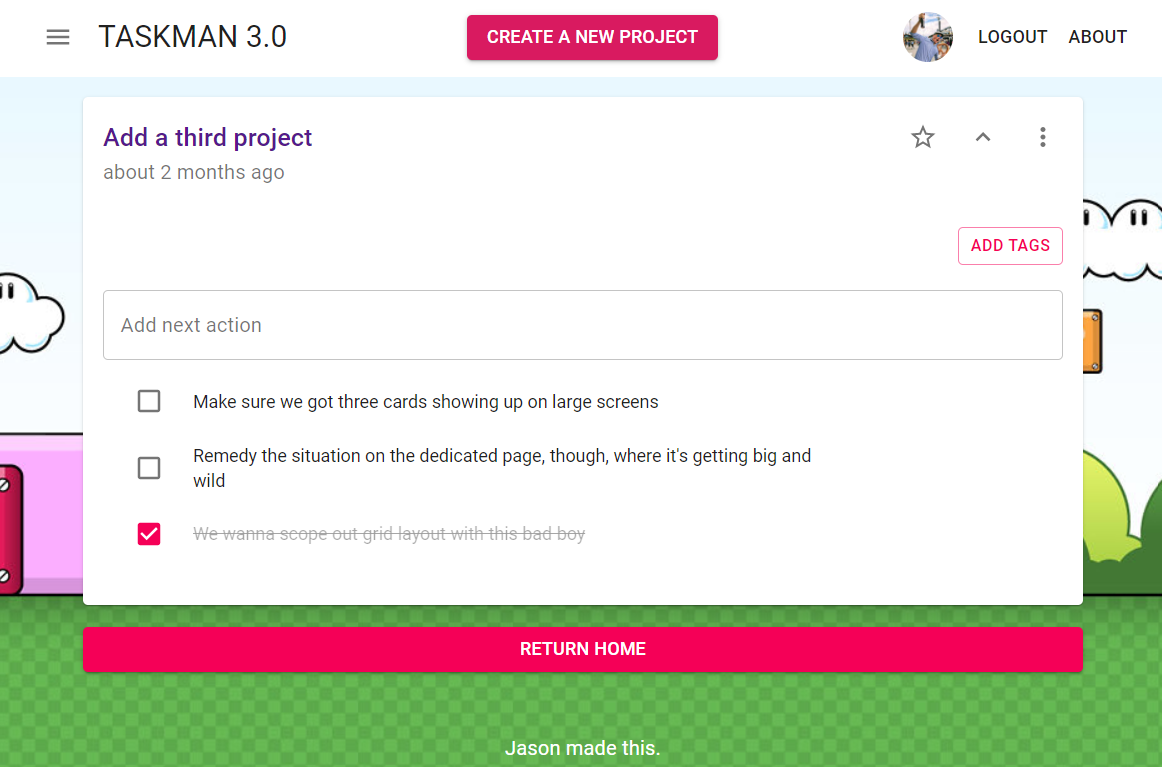 TASKMAN 3.0
CREATE A NEW PROJECT
LOGOUT
ABOUT
Add a third project
about 2 months ago
ADD TAGS
Add next action
Make sure we got three cards showing up on large screens
Remedy the situation on the dedicated page, though, where it's getting big and
wild
We wanna scope out grid layout with this bad boy
RETURN HOME
Jason made this.